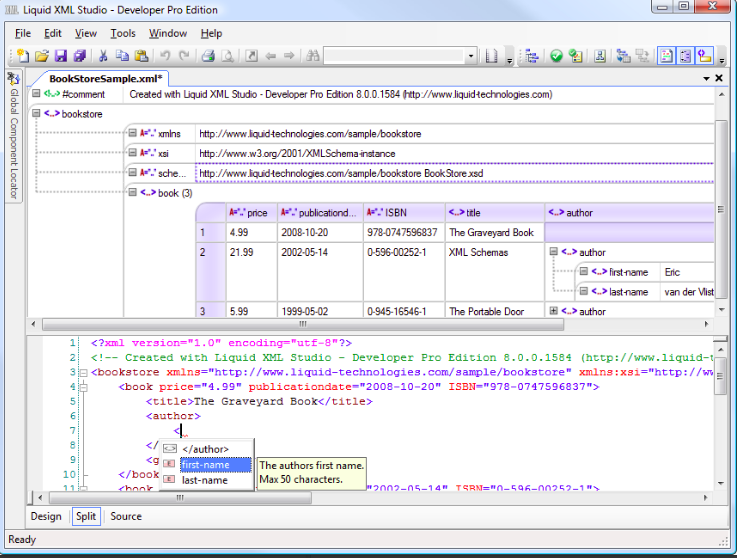 Liquid XML Studio - Developer Pro Edition
File Edit View Tools Window Help
Global Component Locator
BookStoreSample.xml*
<!..> #comment Created with Liquid XML Studio - Developer Pro Edition 8.0.0.1584 (http://www.liquid-technologies.com)
<..> bookstore
A=".." xmlns http://www.liquid-technologies.com/sample/bookstore
A=".." xsi http://www.w3.org/2001/XMLSchema-instance
A=".." sche... http://www.liquid-technologies.com/sample/bookstore BookStore.xsd
<..> book (3)
A=".." price A=".." publicationd... A=".." ISBN <..> title <..> author
1 4.99 2008-10-20 978-0747596837 The Graveyard Book
2 21.99 2002-05-14 0-596-00252-1 XML Schemas <..> author
<..> first-name Eric
<..> last-name van der Vlist
3 5.99 1999-05-02 0-945-16546-1 The Portable Door <..> author
1 <?xml version="1.0" encoding="utf-8"?>
2 <!-- Created with Liquid XML Studio - Developer Pro Edition 8.0.0.1584 (http://www.liquid-t
3 <bookstore xmlns="http://www.liquid-technologies.com/sample/bookstore" xmlns:xsi="http://ww
4 <book price="4.99" publicationdate="2008-10-20" ISBN="978-0747596837">
5 <title>The Graveyard Book</title>
6 <author>
7 <
8 </
</author>
9 <g
first-name The authors first name.
10 </book
last-name Max 50 characters.
11 <book "2002-05-14" ISBN="0-596-00252-1">
Design Split Source
Ready